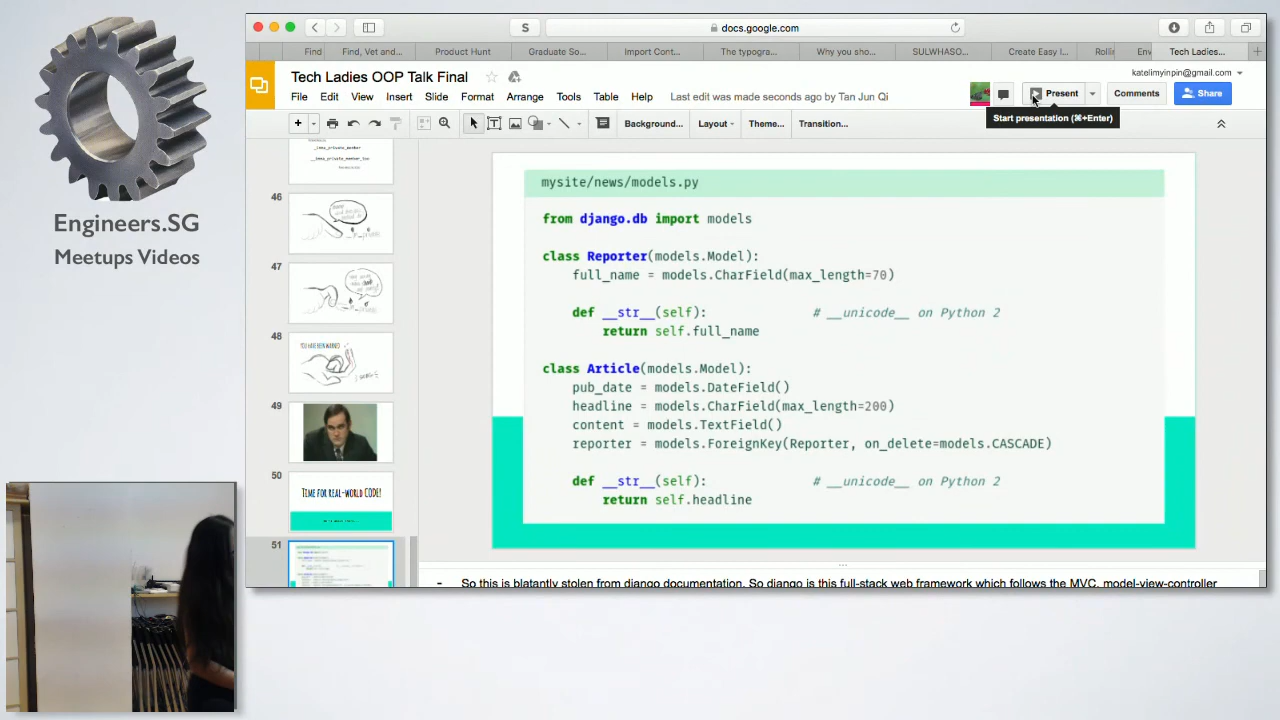 Engineers.SG
Meetups Videos
S
docs.google.com
Find
Find, Vet and...
Product Hunt
Graduate So...
Import Cont...
The typogra...
Why you sho...
SULWHASO...
Create Easy I...
Rollin
Env
Tech Ladies...
Tech Ladies OOP Talk Final
katelimyinpin@gmail.com
File Edit View Insert Slide Format Arrange Tools Table Help Last edit was made seconds ago by Tan Jun Qi
Present
Comments
Share
Start presentation (⌘+Enter)
Background... Layout Theme... Transition...
46
47
48
YOU HAVE BEEN WARNED
49
50
TIME FOR REAL-WORLD CODE!
51
mysite/news/models.py
from django.db import models
class Reporter(models.Model):
full_name = models.CharField(max_length=70)
def __str__(self): # __unicode__ on Python 2
return self.full_name
class Article(models.Model):
pub_date = models.DateField()
headline = models.CharField(max_length=200)
content = models.TextField()
reporter = models.ForeignKey(Reporter, on_delete=models.CASCADE)
def __str__(self): # __unicode__ on Python 2
return self.headline
- So this is blatantly stolen from django documentation. So django is this full-stack web framework which follows the MVC, model-view-controller